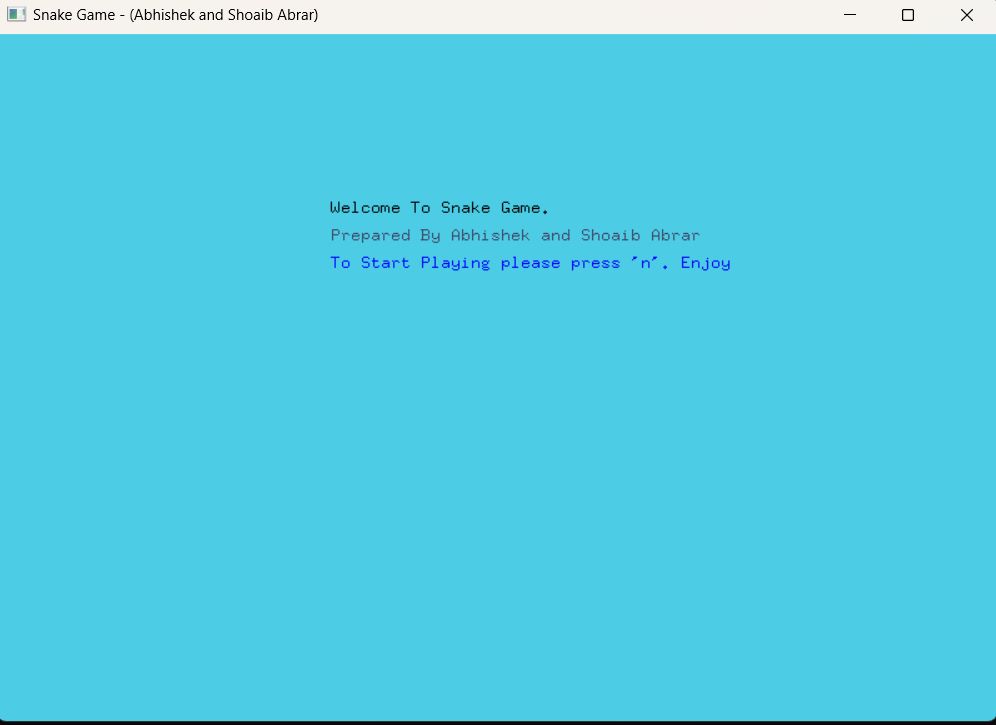 Snake Game - (Abhishek and Shoaib Abrar)
Welcome To Snake Game.
Prepared By Abhishek and Shoaib Abrar
To Start Playing please press 'n'. Enjoy